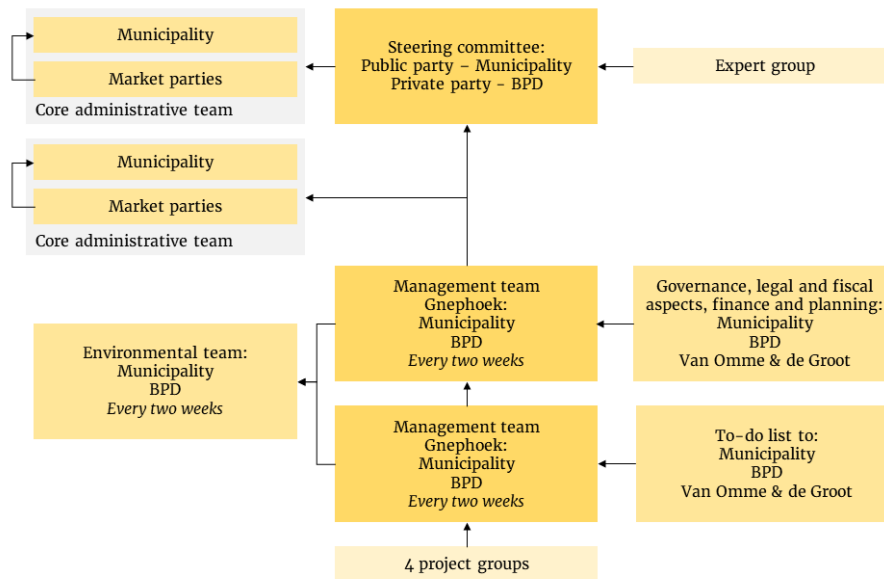 Municipality
Market parties
Core administrative team
Steering committee:
Public party – Municipality
Private party - BPD
Expert group
Municipality
Market parties
Core administrative team
Management team
Gnephoek:
Municipality
BPD
Every two weeks
Governance, legal and fiscal
aspects, finance and planning:
Municipality
BPD
Van Omme & de Groot
Environmental team:
Municipality
BPD
Every two weeks
Management team
Gnephoek:
Municipality
BPD
Every two weeks
To-do list to:
Municipality
BPD
Van Omme & de Groot
4 project groups